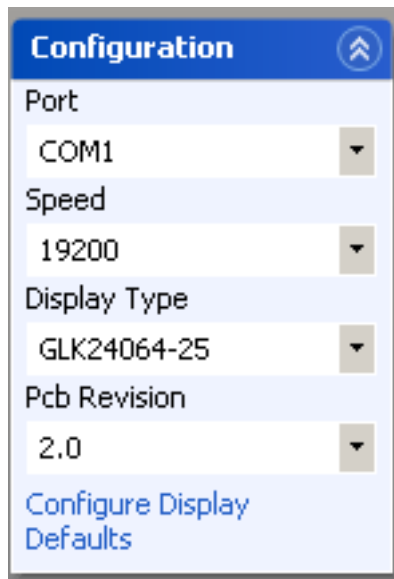 Configuration
Port
COM1
Speed
19200
Display Type
GLK24064-25
Pcb Revision
2.0
Configure Display
Defaults